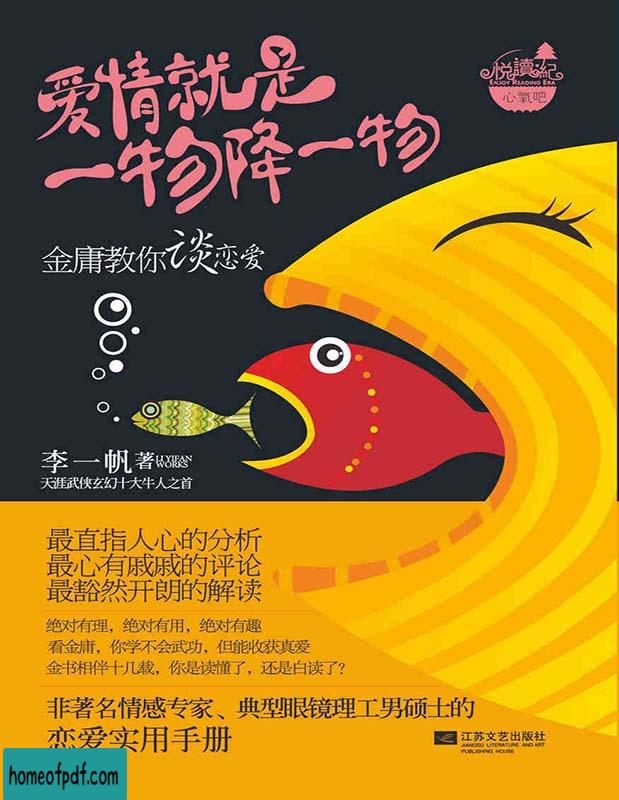 爱情就是
一物降一物
悦讀纪
ENJOY READING ERA
心氧吧
金庸教你谈恋爱
李一帆著
LI YIFAN
WORKS
天涯武侠玄幻十大牛人之首
最直指人心的分析
最心有戚戚的评论
最豁然开朗的解读
绝对有理，绝对有用，绝对有趣
看金庸，你学不会武功，但能收获真爱
金书相伴十几载，你是读懂了，还是白读了？
非著名情感专家、典型眼镜理工男硕士的
恋爱实用手册
江苏文艺出版社
JIANGSU LITERATURE AND ART
PUBLISHING HOUSE
homeofpdf.com